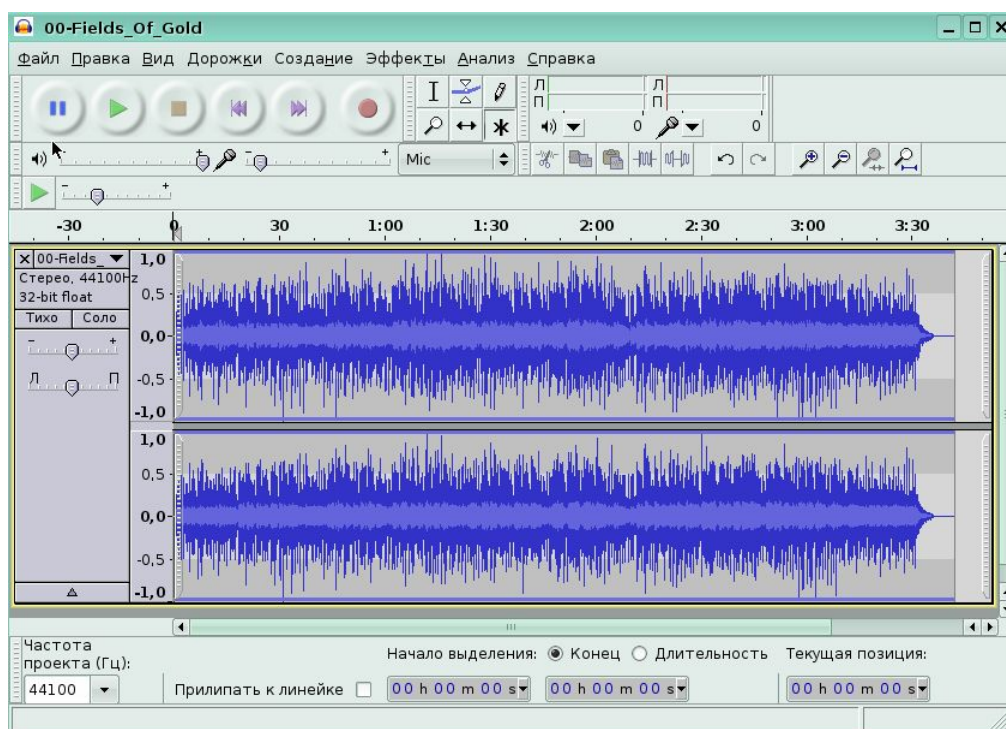 00-Fields_Of_Gold
Файл Правка Вид Дорожки Создание Эффекты Анализ Справка
Л
П
Л
П
0
0
- +
- +
Mic
- +
-30 0 30 1:00 1:30 2:00 2:30 3:00 3:30
00-Fields_
Стерео, 44100Hz
32-bit float
Тихо Соло
- +
Л П
1,0
0,5-
0,0-
-0,5-
-1,0
1,0
0,5-
0,0-
-0,5-
-1,0
Частота
проекта (Гц):
44100
Начало выделения: Конец Длительность Текущая позиция:
Прилипать к линейке 00 h 00 m 00 s 00 h 00 m 00 s 00 h 00 m 00 s